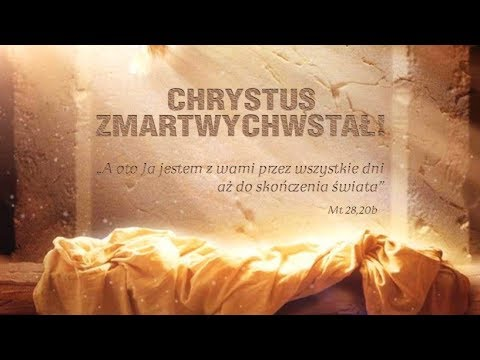 CHRYSTUS
ZMARTWYCHWSTAŁ!
„A oto Ja jestem z wami przez wszystkie dni
aż do skończenia świata”
Mt 28,20b